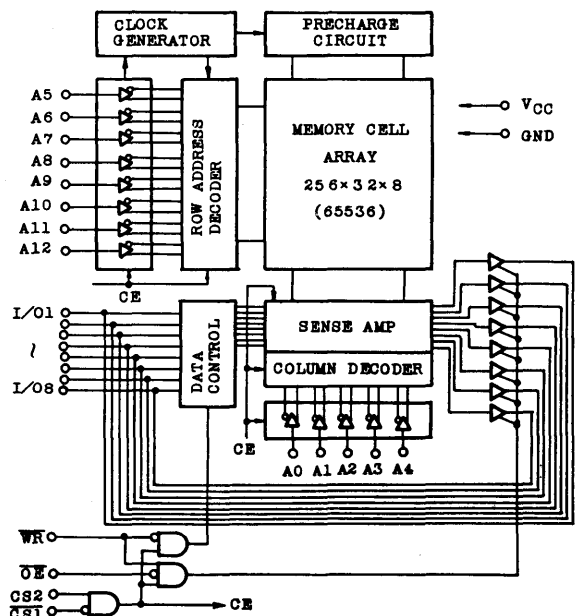 CLOCK
GENERATOR
PRECHARGE
CIRCUIT
A5
A6
A7
A8
A9
A10
A11
A12
ROW ADDRESS
DECODER
MEMORY CELL
ARRAY
256×32×8
(65536)
VCC
GND
CE
I/O1
~
I/O8
DATA
CONTROL
SENSE AMP
COLUMN DECODER
CE
A0 A1 A2 A3 A4
WR
OE
CS2
CS1
CE